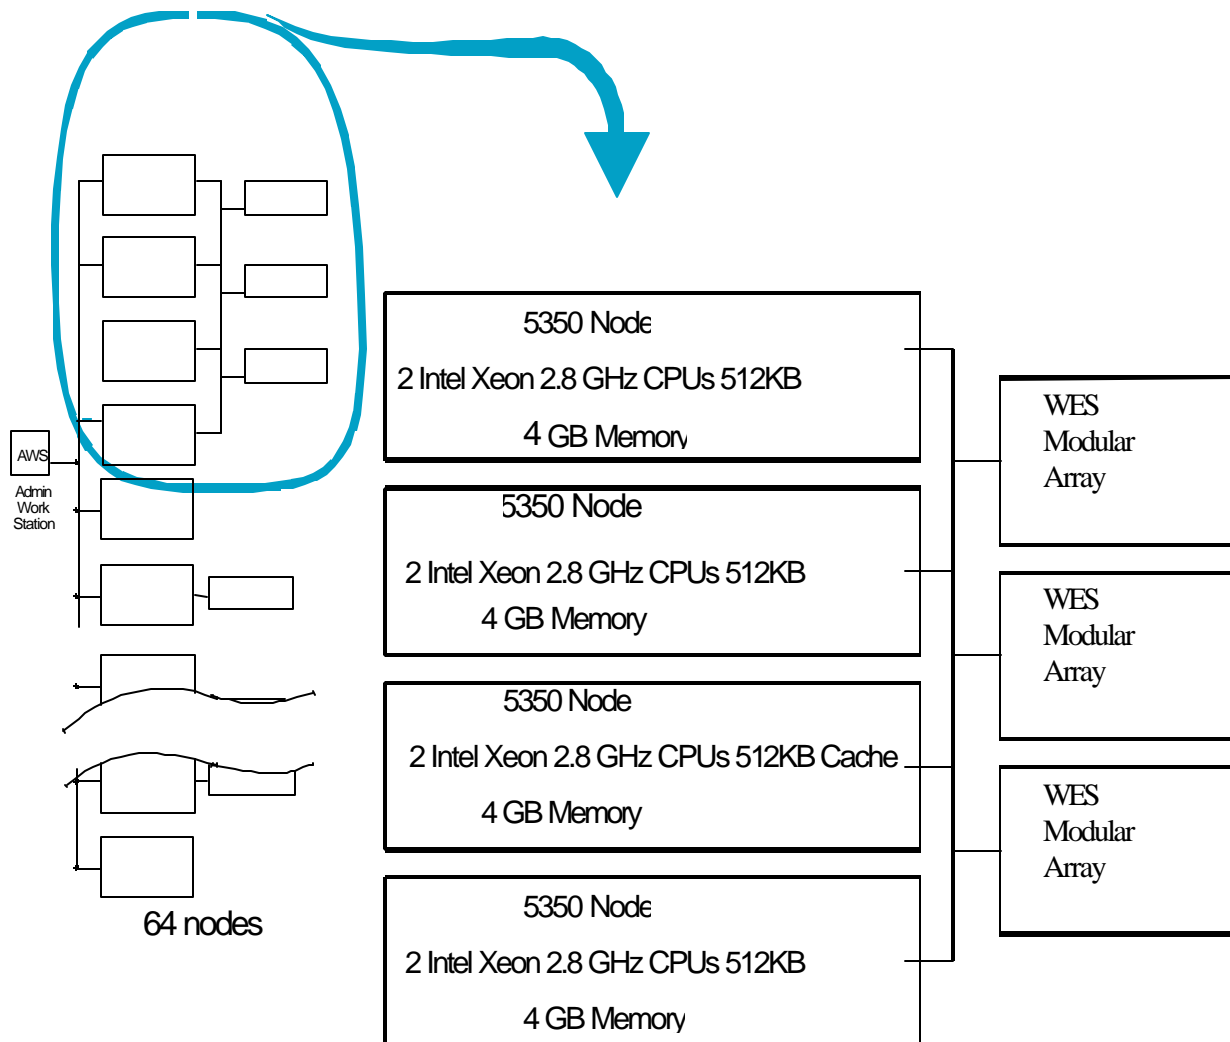 AWS
Admin
Work
Station
64 nodes
5350 Node
2 Intel Xeon 2.8 GHz CPUs 512KB
4 GB Memory
5350 Node
2 Intel Xeon 2.8 GHz CPUs 512KB
4 GB Memory
5350 Node
2 Intel Xeon 2.8 GHz CPUs 512KB Cache
4 GB Memory
5350 Node
2 Intel Xeon 2.8 GHz CPUs 512KB
4 GB Memory
WES
Modular
Array
WES
Modular
Array
WES
Modular
Array